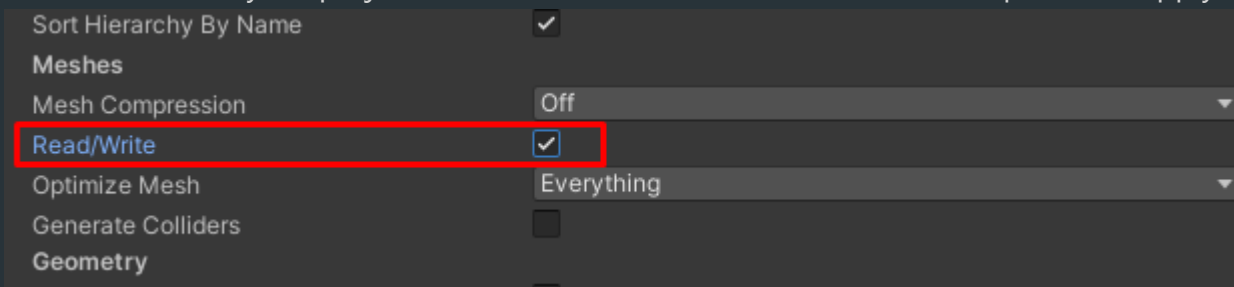 Sort Hierarchy By Name
Meshes
Mesh Compression Off
Read/Write
Optimize Mesh Everything
Generate Colliders
Geometry